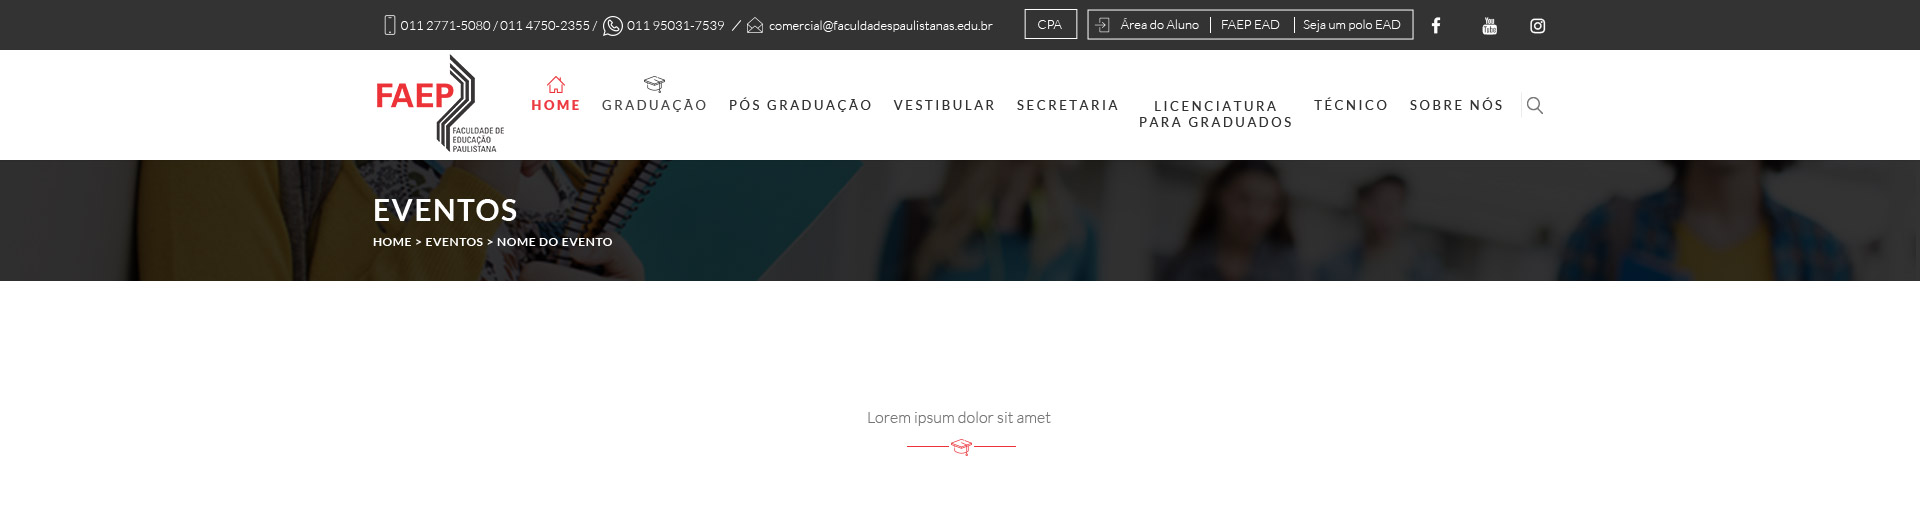 011 2771-5080 / 011 4750-2355 / 011 95031-7539 / comercial@faculdadespaulistanas.edu.br CPA Área do Aluno FAEP EAD Seja um polo EAD You Tube
FAEP
FACULDADE DE
EDUCAÇÃO
PAULISTANA
HOME GRADUAÇÃO PÓS GRADUAÇÃO VESTIBULAR SECRETARIA
LICENCIATURA
PARA GRADUADOS
TÉCNICO SOBRE NÓS
EVENTOS
HOME > EVENTOS > NOME DO EVENTO
Lorem ipsum dolor sit amet